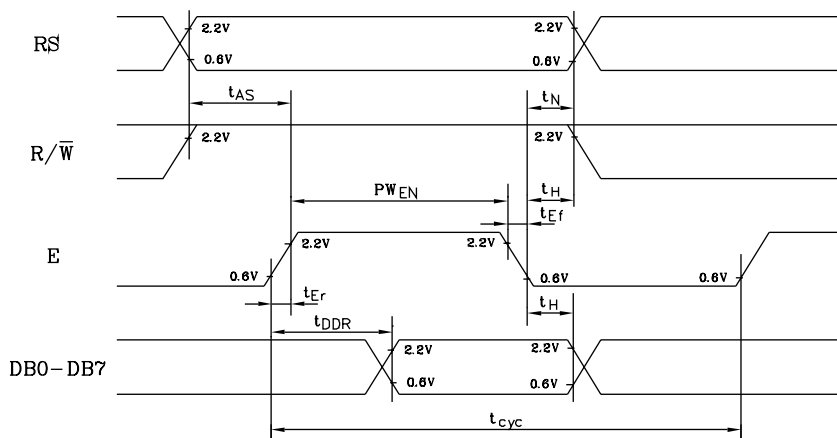 RS
2.2V
2.2V
0.6V
0.6V
tAS
tN
R/W̅
2.2V
2.2V
PWEN
tH
tEf
E
2.2V
2.2V
0.6V
0.6V
0.6V
tEr
tH
tDDR
DB0-DB7
2.2V
2.2V
0.6V
0.6V
tcyc